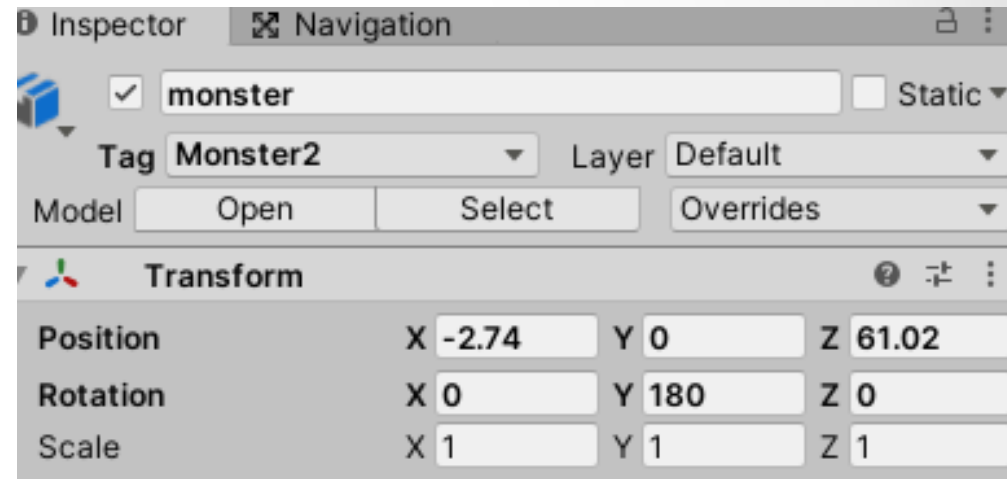 Inspector Navigation
monster Static
Tag Monster2 Layer Default
Model Open Select Overrides
Transform
Position X -2.74 Y 0 Z 61.02
Rotation X 0 Y 180 Z 0
Scale X 1 Y 1 Z 1